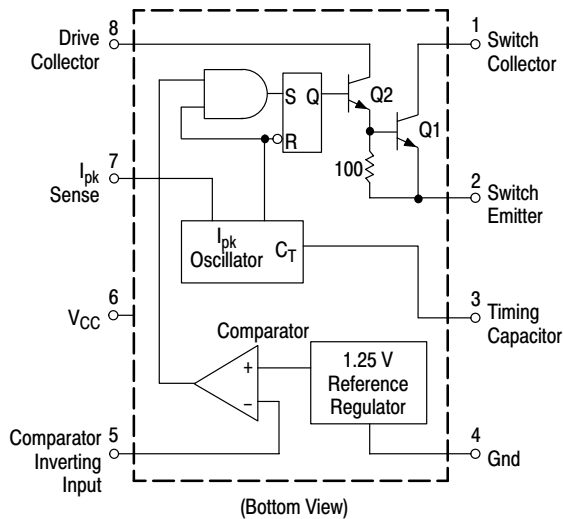 8
Drive
Collector
1
Switch
Collector
S Q
Q2
Q1
R
100
7
Ipk
Sense
2
Switch
Emitter
Ipk
Oscillator
CT
6
VCC
3
Timing
Capacitor
Comparator
+
−
1.25 V
Reference
Regulator
5
Comparator
Inverting
Input
4
Gnd
(Bottom View)